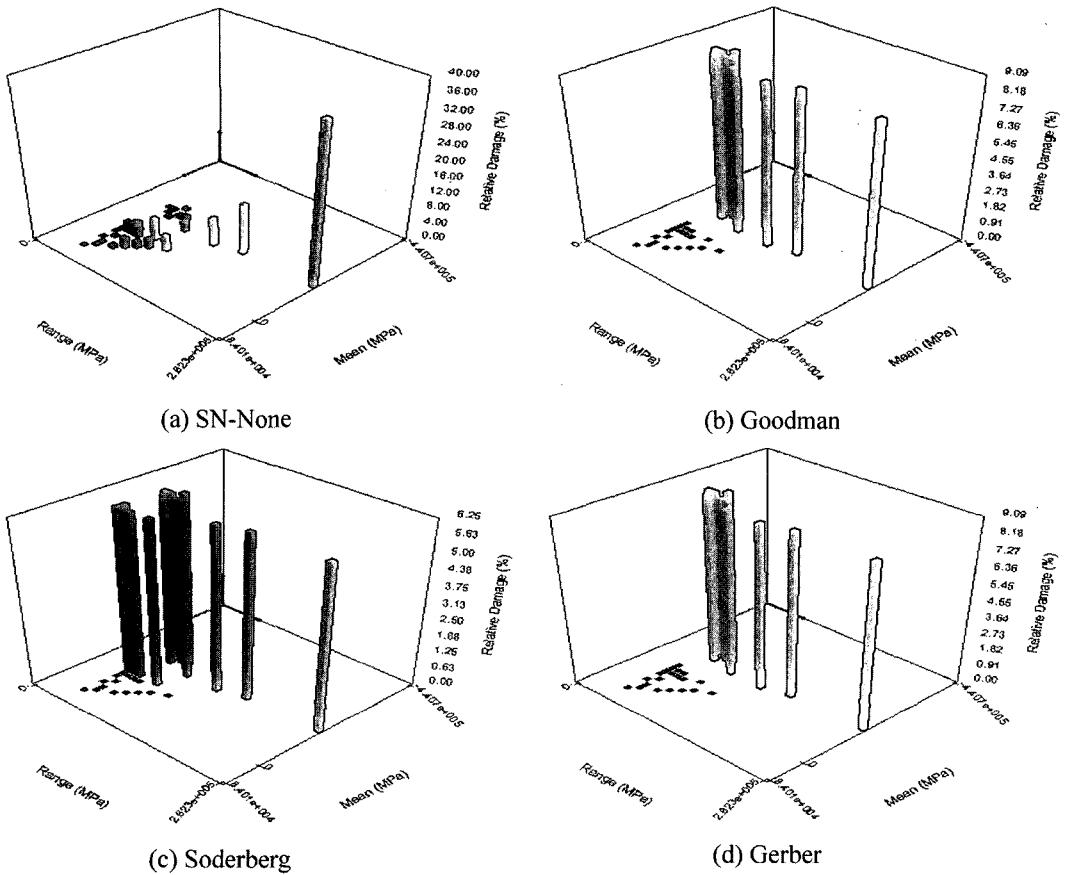 40.00
36.00
32.00
28.00
24.00
20.00
16.00
12.00
8.00
4.00
0.00
Relative Damage (%)
0
4.407e+005
Range (MPa)
0
Mean (MPa)
2.823e+005
8.401e+004
(a) SN-None
9.09
8.18
7.27
6.36
5.45
4.55
3.64
2.73
1.82
0.91
0.00
Relative Damage (%)
0
4.407e+005
Range (MPa)
0
Mean (MPa)
2.823e+005
8.401e+004
(b) Goodman
6.25
5.63
5.00
4.38
3.75
3.13
2.50
1.88
1.25
0.63
0.00
Relative Damage (%)
0
4.407e+005
Range (MPa)
0
Mean (MPa)
2.823e+005
8.401e+004
(c) Soderberg
9.09
8.18
7.27
6.36
5.45
4.55
3.64
2.73
1.82
0.91
0.00
Relative Damage (%)
0
4.407e+005
Range (MPa)
0
Mean (MPa)
2.823e+005
8.401e+004
(d) Gerber